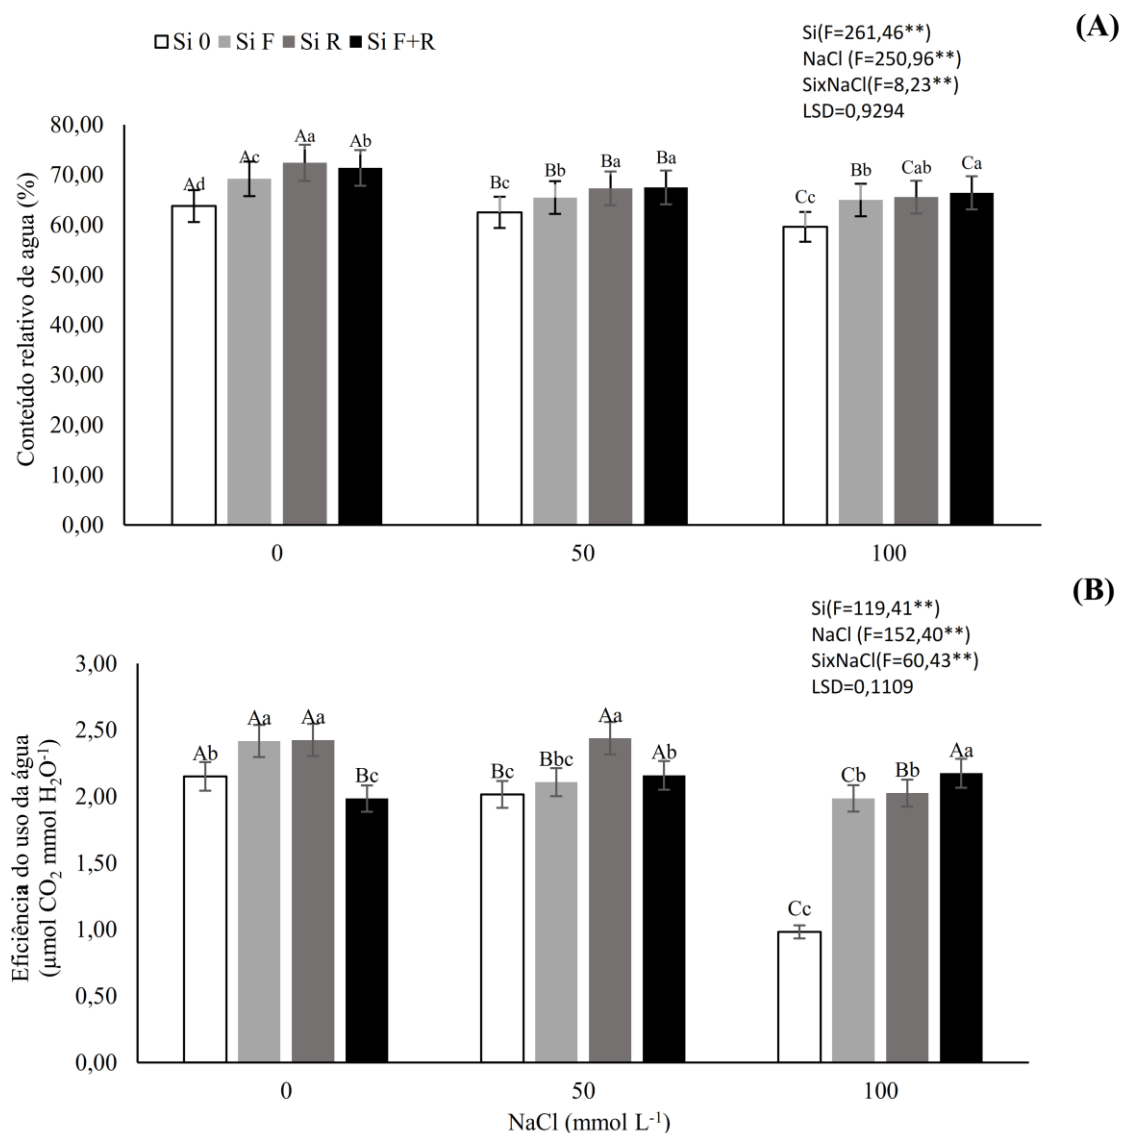 (A)
Si 0 Si F Si R Si F+R
Si(F=261,46**)
NaCl (F=250,96**)
SixNaCl(F=8,23**)
LSD=0,9294
Conteúdo relativo de agua (%)
80,00
70,00
60,00
50,00
40,00
30,00
20,00
10,00
0,00
Ad Ac Aa Ab Bc Bb Ba Ba Cc Bb Cab Ca
0 50 100
(B)
Si(F=119,41**)
NaCl (F=152,40**)
SixNaCl(F=60,43**)
LSD=0,1109
Eficiência do uso da água
(µmol CO₂ mmol H₂O⁻¹)
3,00
2,50
2,00
1,50
1,00
0,50
0,00
Ab Aa Aa Bc Bc Bbc Aa Ab Cc Cb Bb Aa
0 50 100
NaCl (mmol L⁻¹)